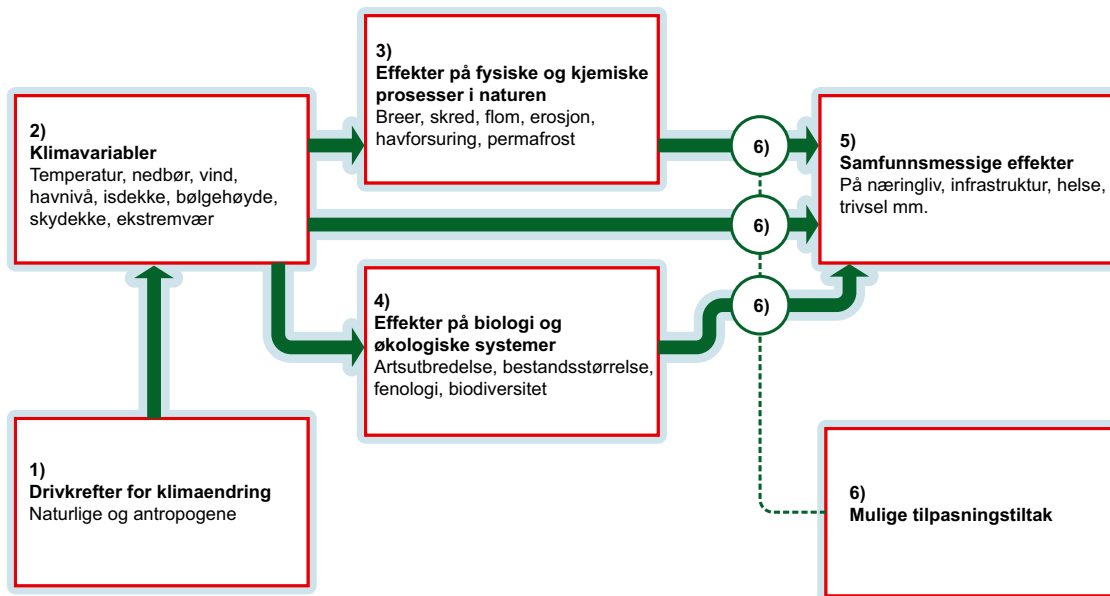 3)
Effekter på fysiske og kjemiske
prosesser i naturen
Breer, skred, flom, erosjon,
havforsuring, permafrost
2)
Klimavariabler
Temperatur, nedbør, vind,
havnivå, isdekke, bølgehøyde,
skydekke, ekstremvær
6)
6)
6)
5)
Samfunnsmessige effekter
På næringliv, infrastruktur, helse,
trivsel mm.
4)
Effekter på biologi og
økologiske systemer
Artsutbredelse, bestandsstørrelse,
fenologi, biodiversitet
1)
Drivkrefter for klimaendring
Naturlige og antropogene
6)
Mulige tilpasningstiltak